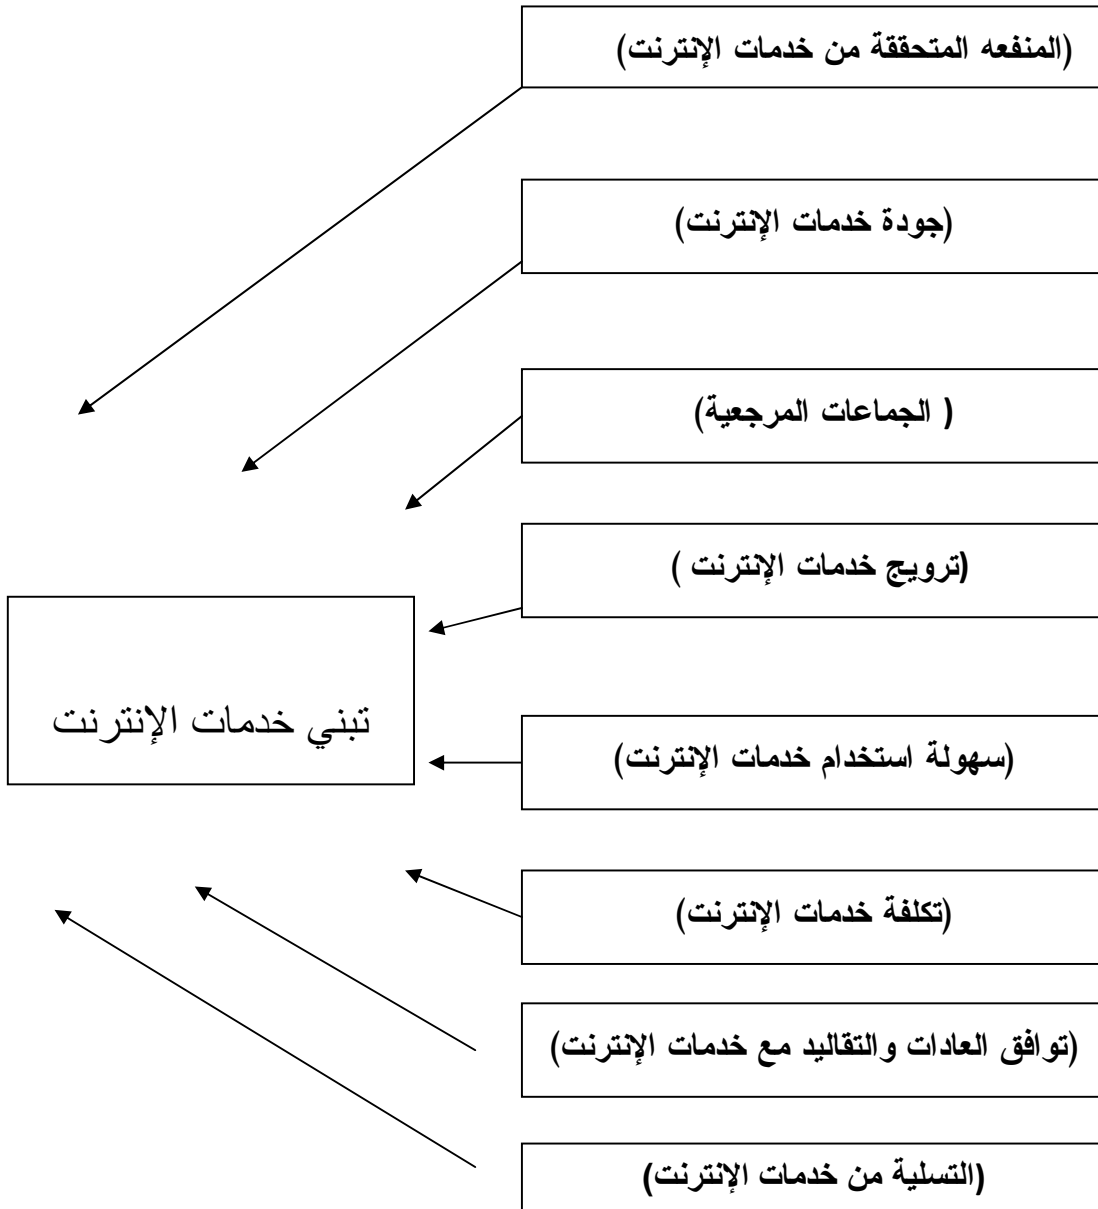 (المنفعه المتحققة من خدمات الإنترنت)
(جودة خدمات الإنترنت)
( الجماعات المرجعية)
(ترويج خدمات الإنترنت )
تبني خدمات الإنترنت
(سهولة استخدام خدمات الإنترنت)
(تكلفة خدمات الإنترنت)
(توافق العادات والتقاليد مع خدمات الإنترنت)
(التسلية من خدمات الإنترنت)